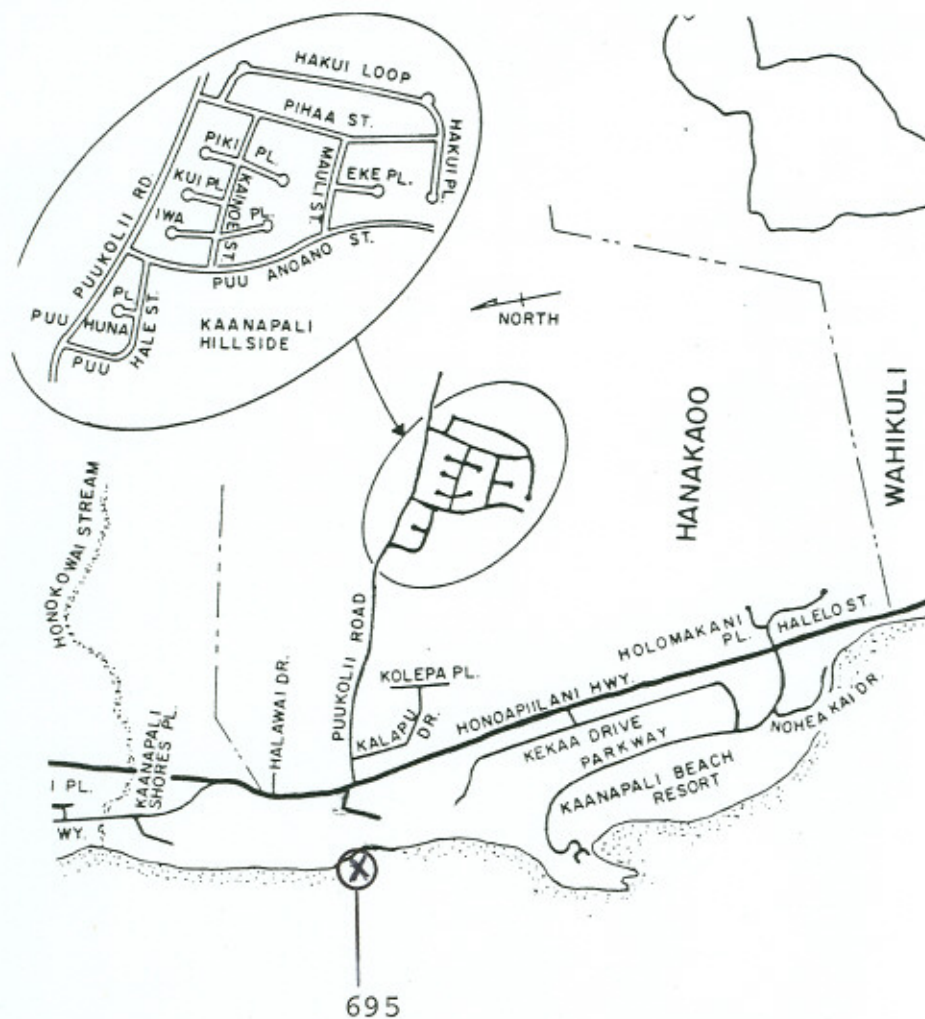 HAKUI LOOP
PIHAA ST.
HAKUI PL.
PIKI PL.
MAULI ST.
EKE PL.
KUI PL.
KAINOE ST.
IWA PL.
PUUKOLII RD.
PUU ANOANO ST.
PUU
HUNA PL.
PUU HALE ST.
KAANAPALI
HILLSIDE
NORTH
HANAKAOO
WAHIKULI
HONOKOWAI STREAM
PUUKOLII ROAD
HOLOMAKANI
PL.
HALELO ST.
KOLEPA PL.
KALAPU
DR.
HALAWAI DR.
HONOAPIILANI HWY.
KEKAA DRIVE
PARKWAY
NOHEA KAI DR.
KAANAPALI BEACH
RESORT
KAANAPALI
SHORES PL.
I PL.
WY.
X
695